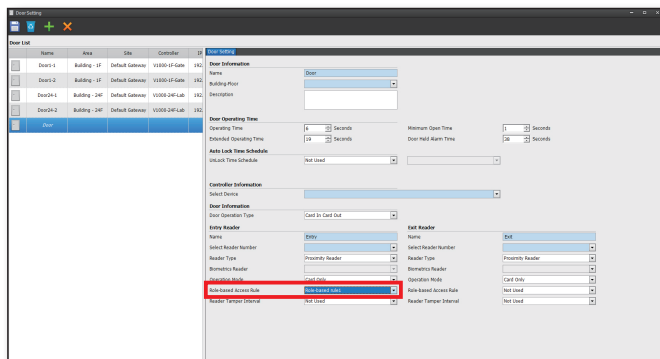 Door Setting
Door List
Name Area Site Controller IP
Door1-1 Building - 1F Default Gateway V1000-1F-Gate 192.
Door1-2 Building - 1F Default Gateway V1000-1F-Gate 192.
Door24-1 Building - 24F Default Gateway V1000-24F-Lab 192.
Door24-2 Building - 24F Default Gateway V1000-24F-Lab 192.
Door
Door Setting
Door Information
Name Door
Building-Floor
Description
Door Operating Time
Operating Time 6 Seconds Minimum Open Time 1 Seconds
Extended Operating Time 19 Seconds Door Held Alarm Time 38 Seconds
Auto Lock Time Schedule
UnLock Time Schedule Not Used
Controller Information
Select Device
Door Information
Door Operation Type Card In Card Out
Entry Reader Exit Reader
Name Entry Name Exit
Select Reader Number Select Reader Number
Reader Type Proximity Reader Reader Type Proximity Reader
Biometrics Reader Biometrics Reader
Operation Mode Card Only Operation Mode Card Only
Role-based Access Rule Role-based rules Role-based Access Rule Not Used
Reader Tamper Interval Not Used Reader Tamper Interval Not Used